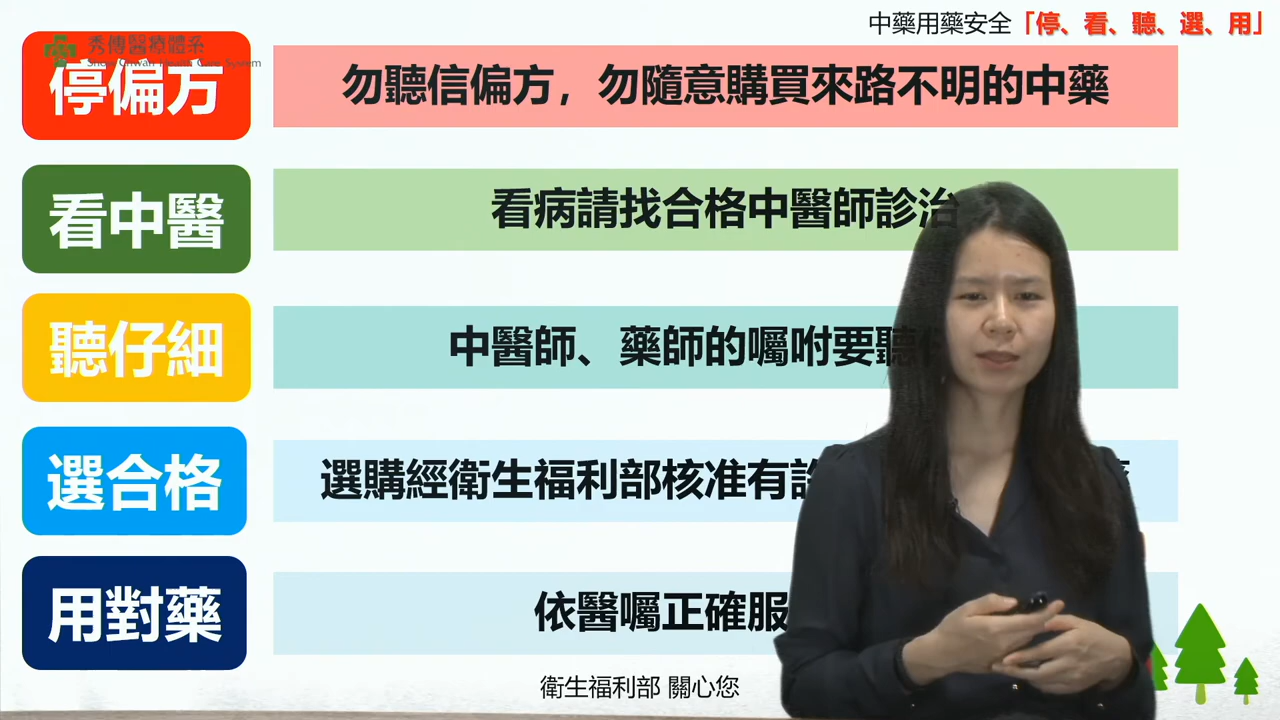 中藥用藥安全「停、看、聽、選、用」
秀傳醫療體系
Show Chwan Health Care System
停偏方
勿聽信偏方，勿隨意購買來路不明的中藥
看中醫
看病請找合格中醫師診治
聽仔細
中醫師、藥師的囑咐要聽
選合格
選購經衛生福利部核准有
用對藥
依醫囑正確服
衛生福利部 關心您